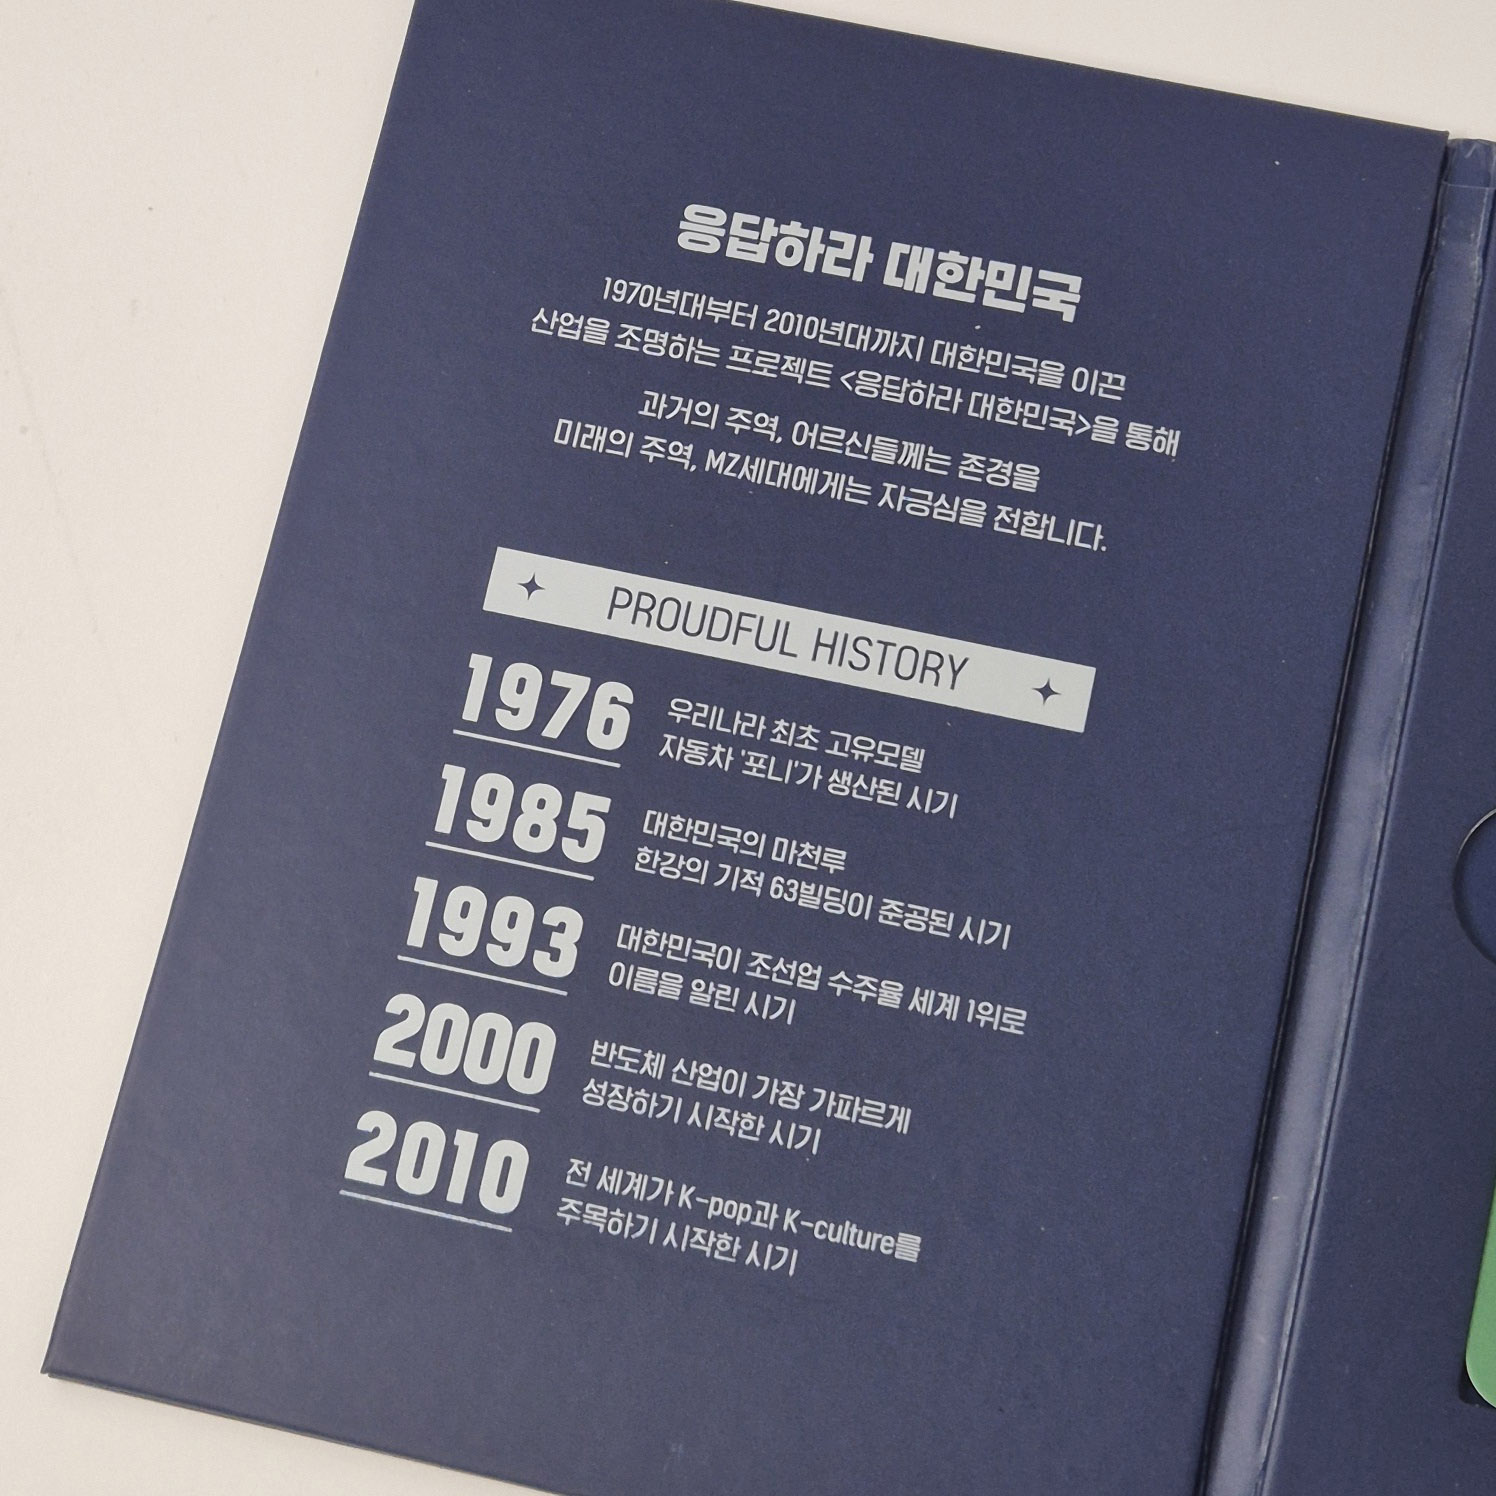 응답하라 대한민국
1970년대부터 2010년대까지 대한민국을 이끈
산업을 조명하는 프로젝트 <응답하라 대한민국>을 통해
과거의 주역, 어르신들께는 존경을
미래의 주역, MZ세대에게는 자긍심을 전합니다.
PROUDFUL HISTORY
1976
우리나라 최초 고유모델
자동차 '포니'가 생산된 시기
1985
대한민국의 마천루
한강의 기적 63빌딩이 준공된 시기
1993
대한민국이 조선업 수주율 세계 1위로
이름을 알린 시기
2000
반도체 산업이 가장 가파르게
성장하기 시작한 시기
2010
전 세계가 K-pop과 K-culture를
주목하기 시작한 시기